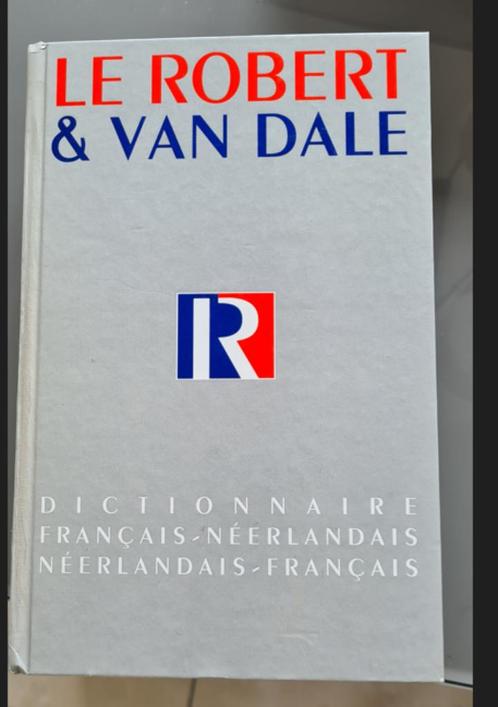 LE ROBERT
& VAN DALE
R
DICTIONNAIRE
FRANÇAIS-NÉERLANDAIS
NÉERLANDAIS-FRANÇAIS